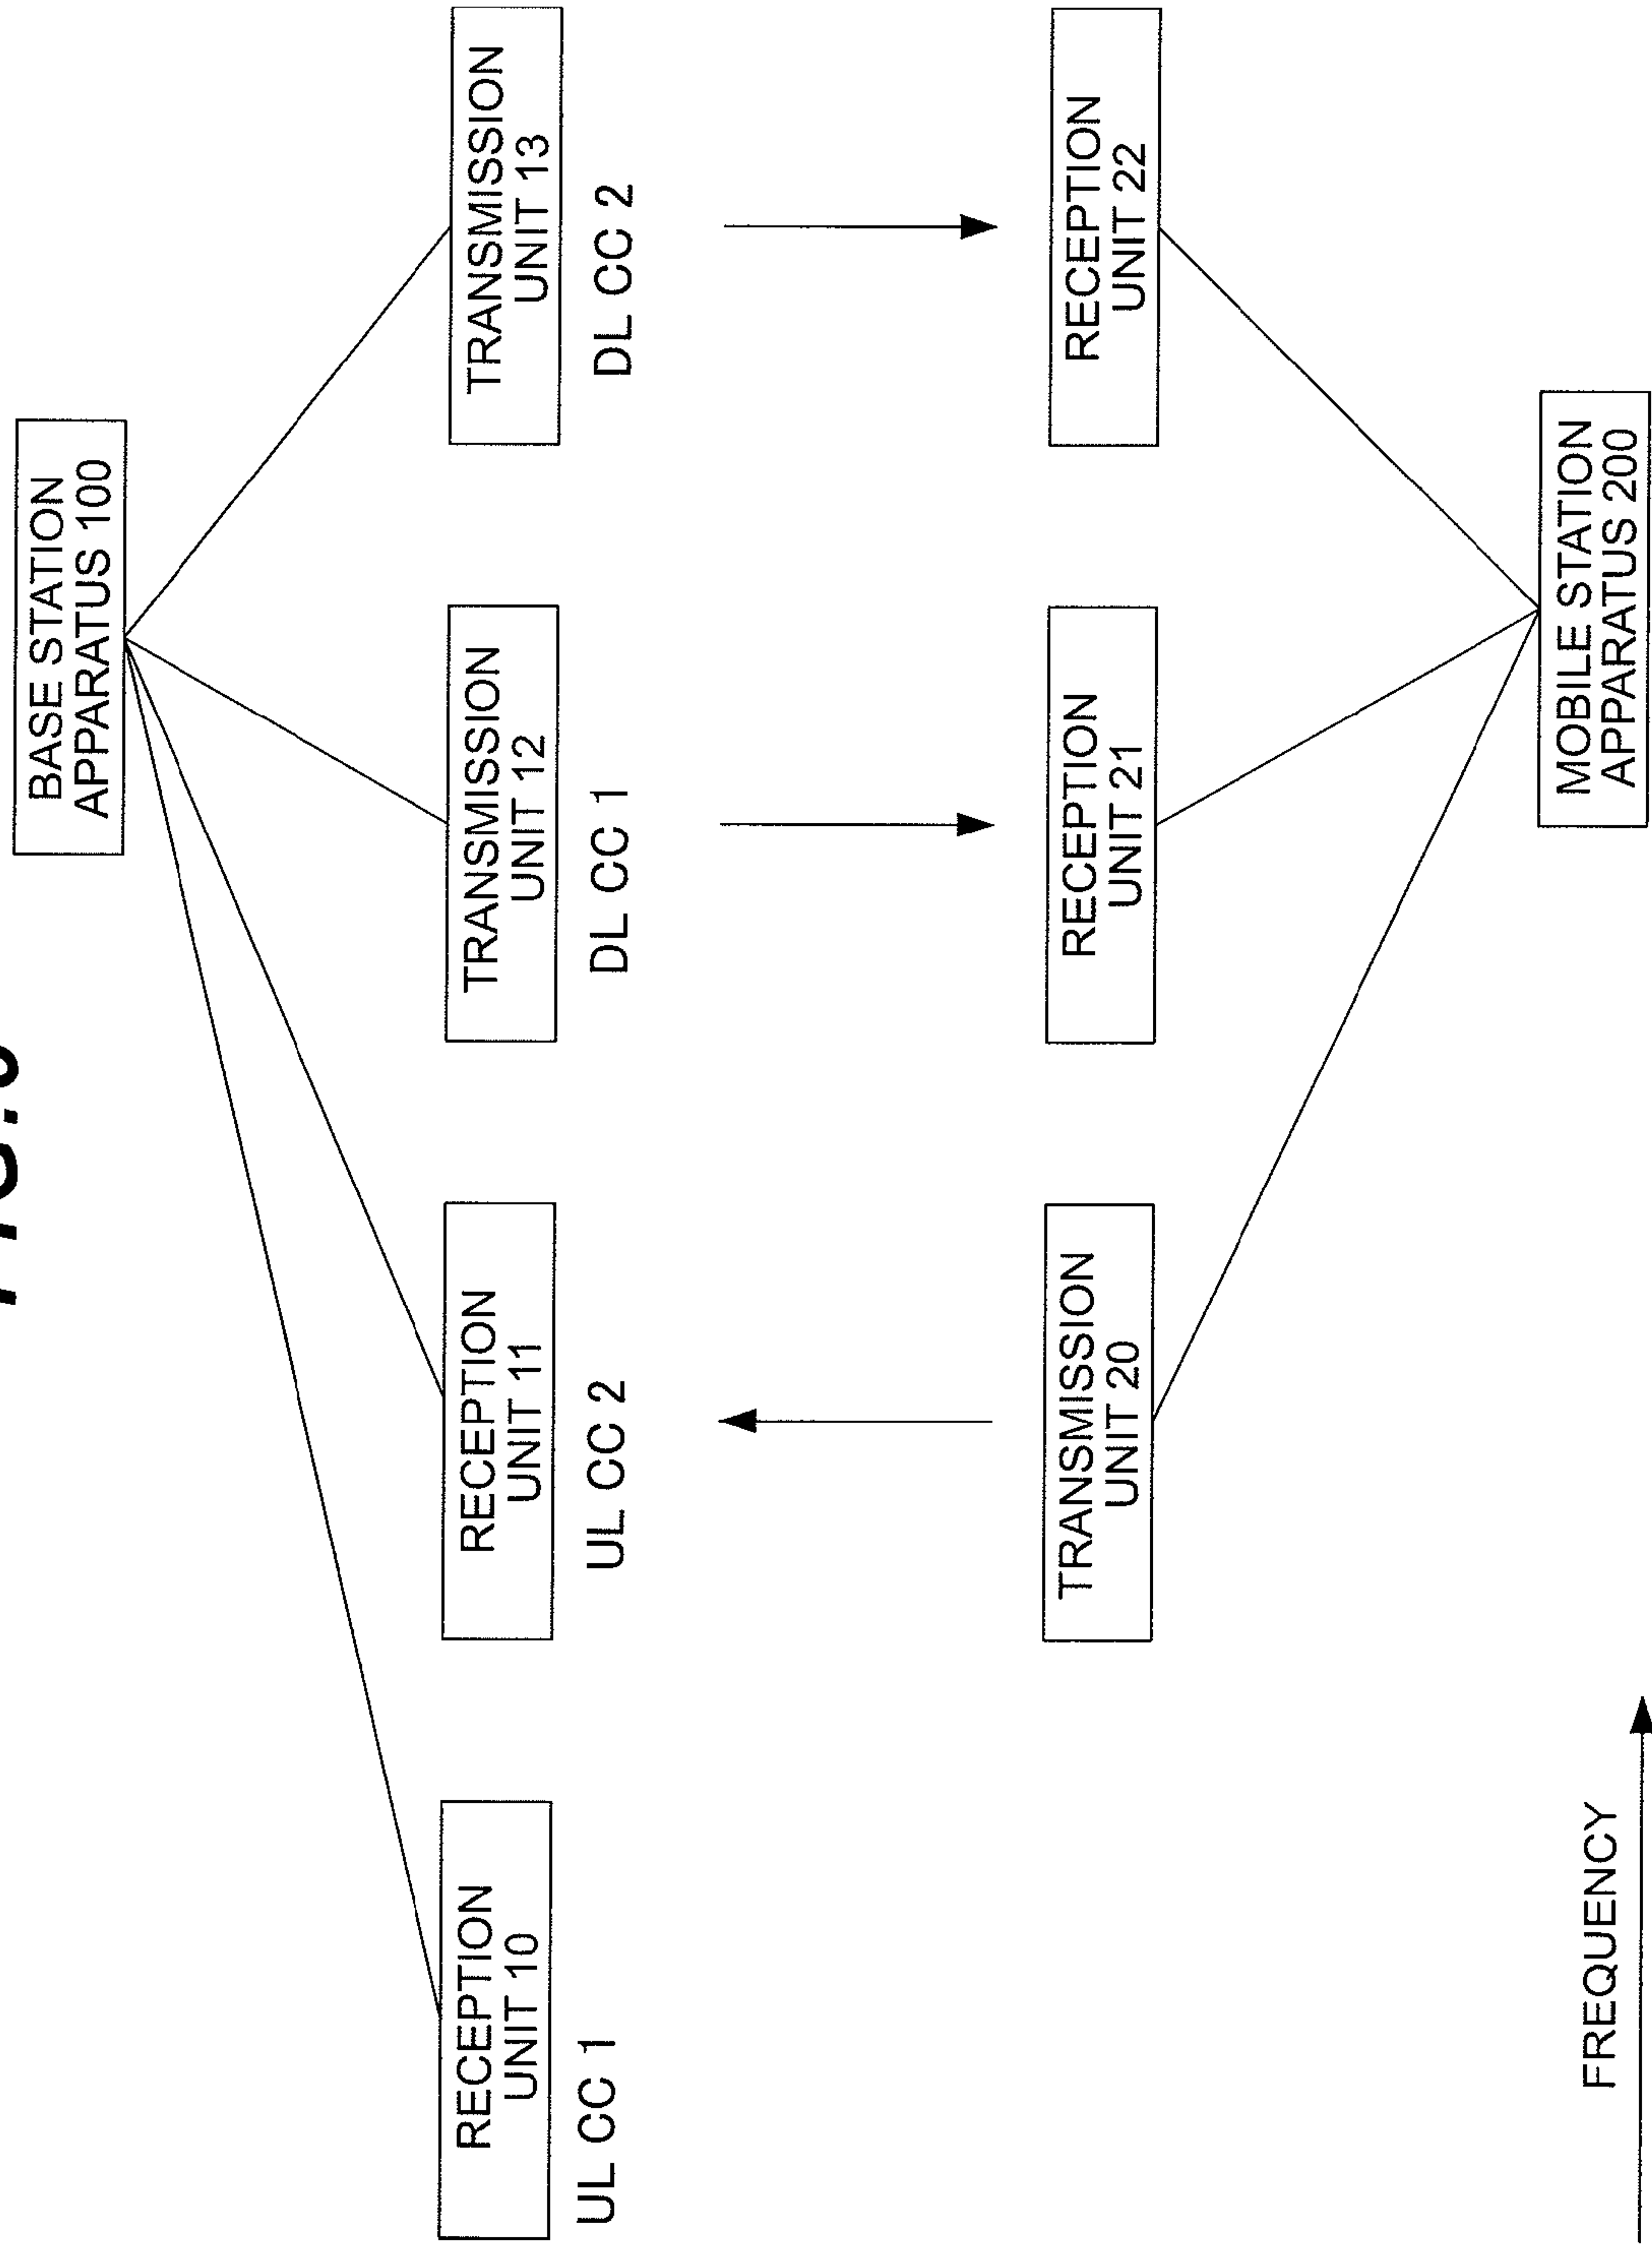 BASE STATION
APPARATUS 100
RECEPTION
UNIT 10
UL CC 1
RECEPTION
UNIT 11
UL CC 2
TRANSMISSION
UNIT 12
DL CC 1
TRANSMISSION
UNIT 13
DL CC 2
TRANSMISSION
UNIT 20
RECEPTION
UNIT 21
RECEPTION
UNIT 22
FREQUENCY
MOBILE STATION
APPARATUS 200